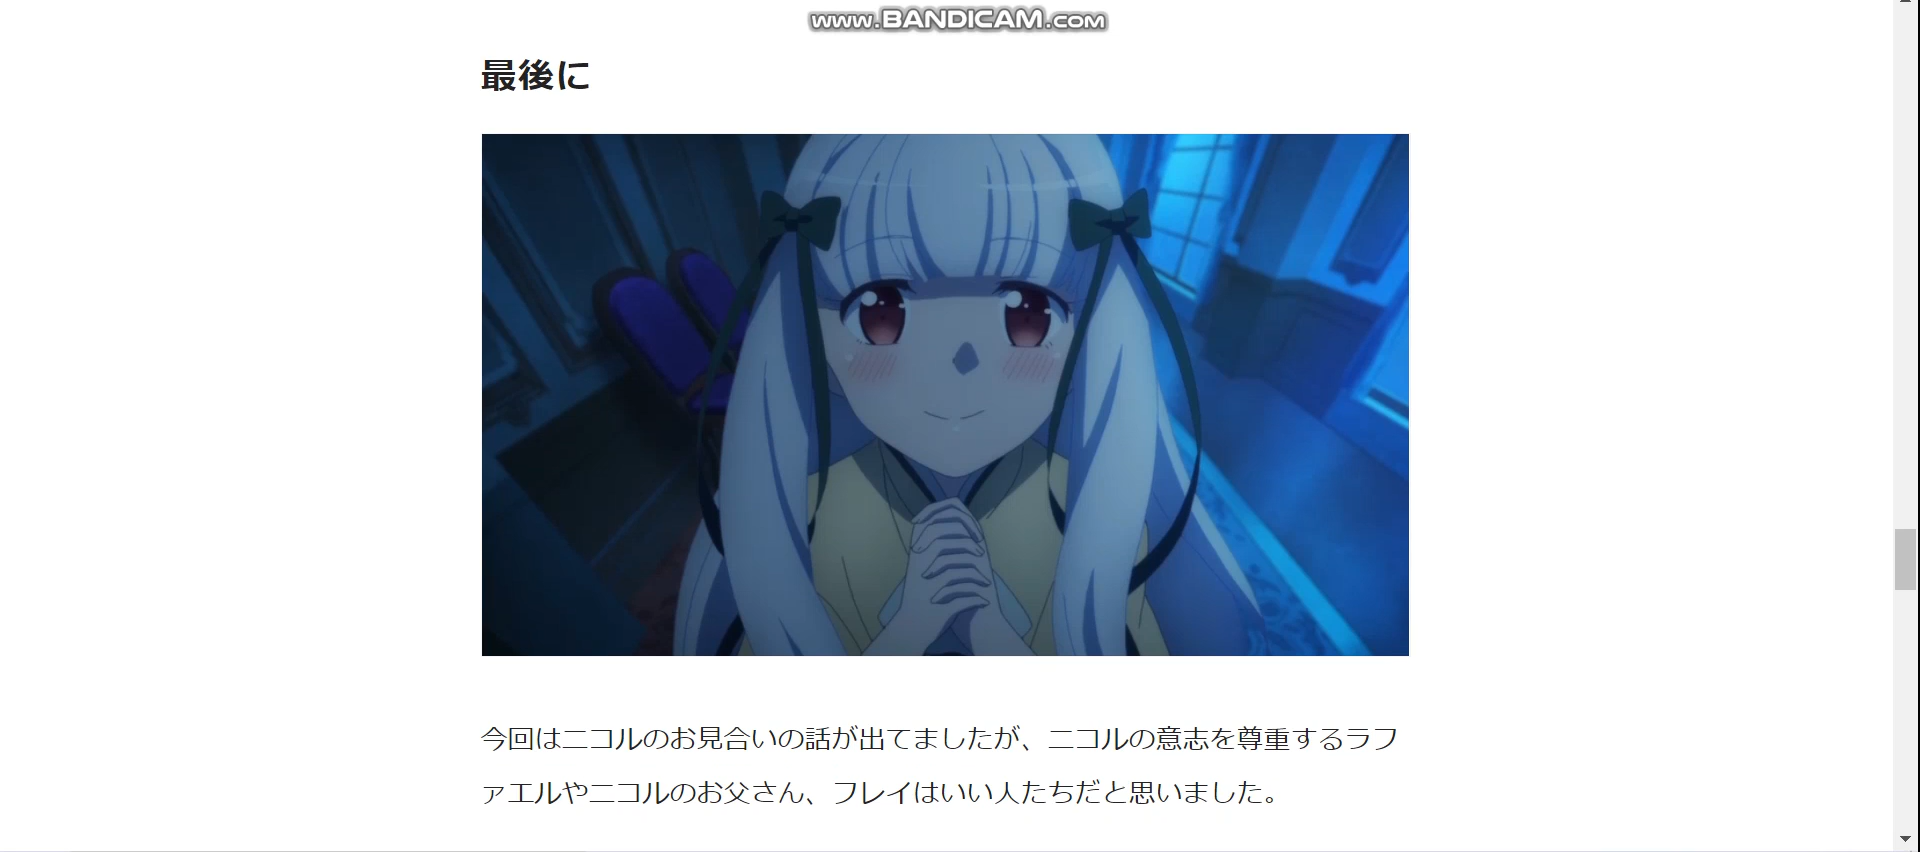 www.BANDICAM.com
最後に
今回はニコルのお見合いの話が出てましたが、ニコルの意志を尊重するラフ
ァエルやニコルのお父さん、フレイはいい人たちだと思いました。